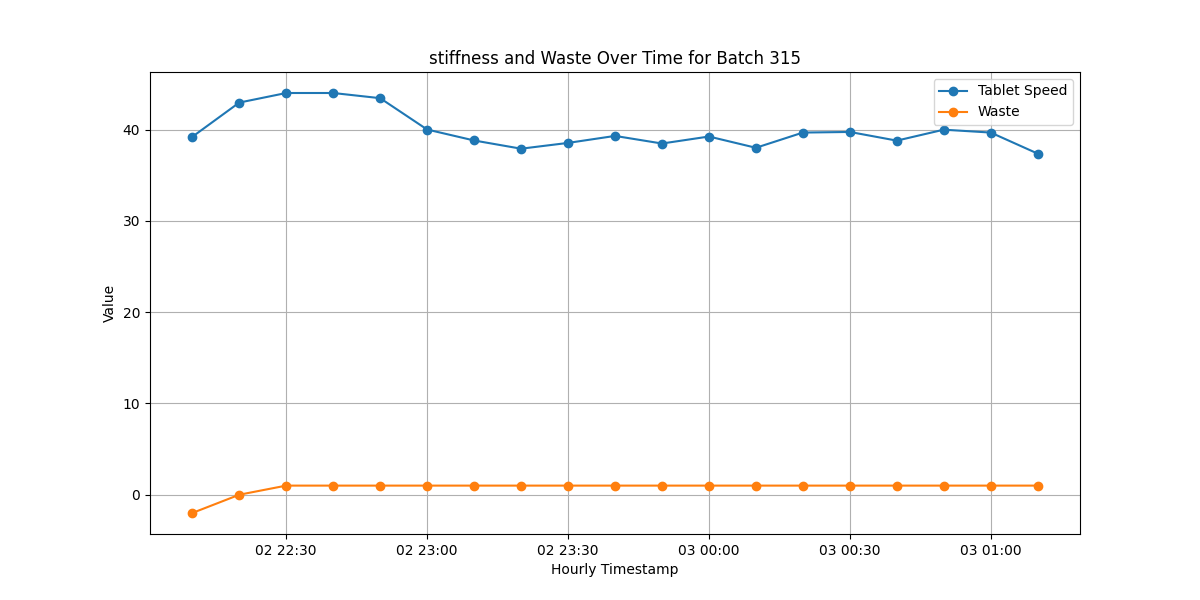 stiffness and Waste Over Time for Batch 315
Tablet Speed
Waste
Value
40
30
20
10
0
02 22:30
02 23:00
02 23:30
03 00:00
03 00:30
03 01:00
Hourly Timestamp